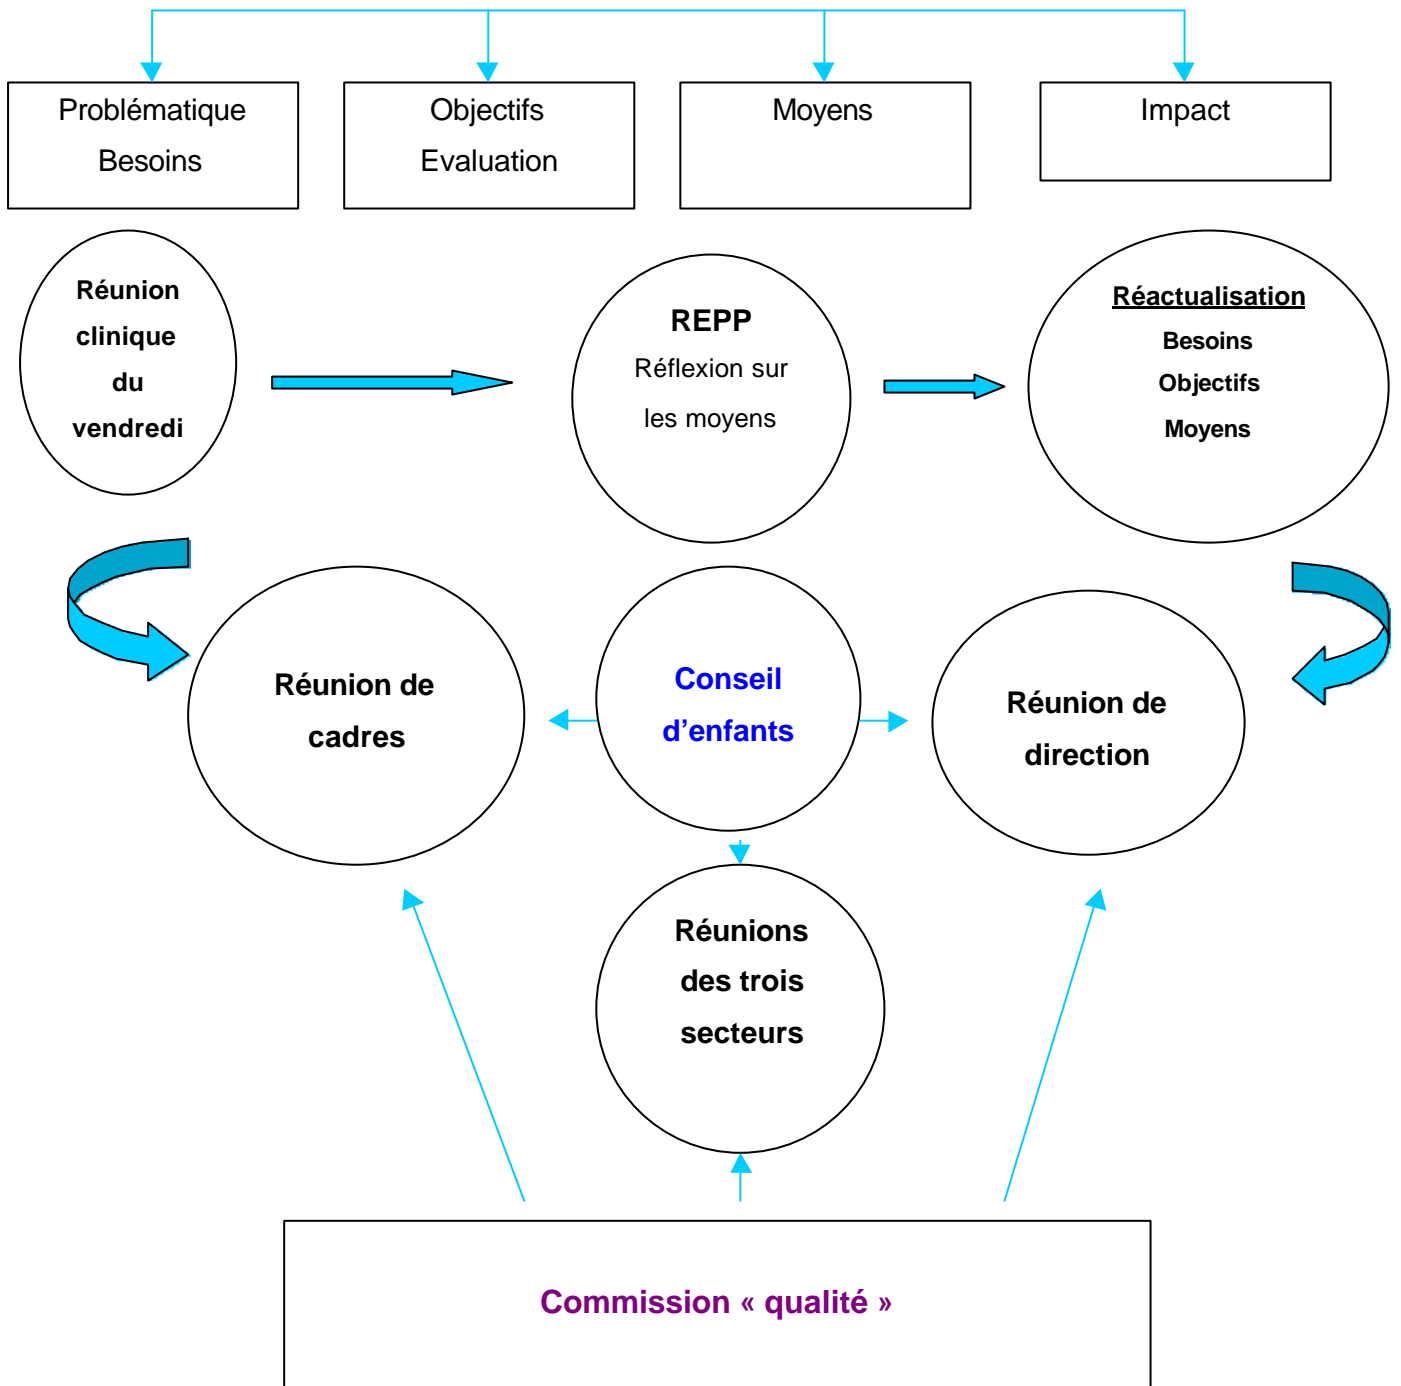 Problématique
Besoins
Objectifs
Evaluation
Moyens
Impact
Réunion
clinique
du
vendredi
REPP
Réflexion sur
les moyens
Réactualisation
Besoins
Objectifs
Moyens
Réunion de
cadres
Conseil
d’enfants
Réunion de
direction
Réunions
des trois
secteurs
Commission « qualité »